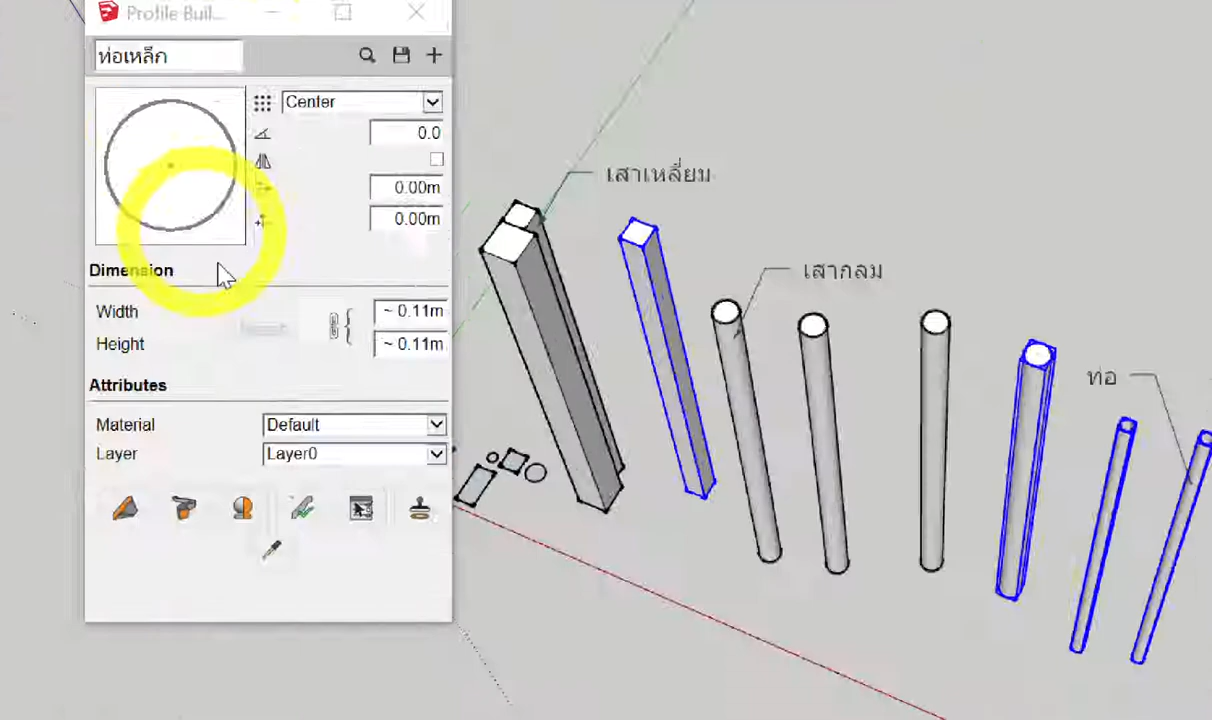 Profile Buil...
ท่อเหล็ก
Center
0.0
0.00m
0.00m
Dimension
Width
~ 0.11m
Height
~ 0.11m
Attributes
Material
Default
Layer
Layer0
เสาเหลี่ยม
เสากลม
ท่อ